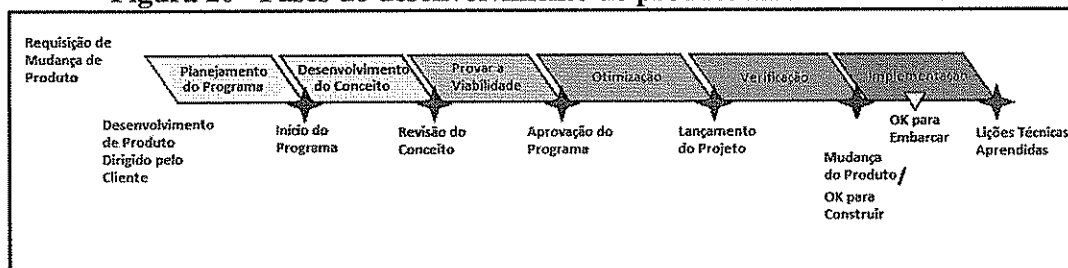 Requisição de
Mudança de
Produto
Planejamento
do Programa
Desenvolvimento
do Conceito
Provar a
Viabilidade
Otimização
Verificação
Implementação
Desenvolvimento
de Produto
Dirigido pelo
Cliente
Início do
Programa
Revisão do
Conceito
Aprovação do
Programa
Lançamento
do Projeto
Mudança
do Produto/
OK para
Construir
OK para
Embarcar
Lições Técnicas
Aprendidas